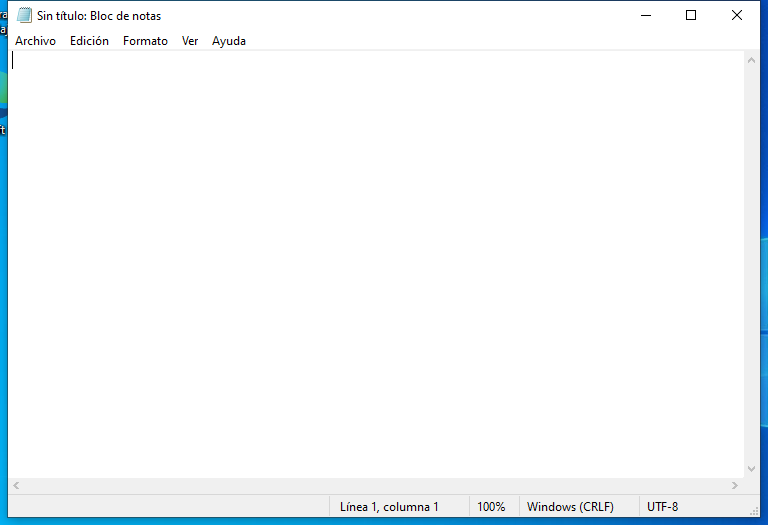 Sin título: Bloc de notas
Archivo Edición Formato Ver Ayuda
Línea 1, columna 1 100% Windows (CRLF) UTF-8